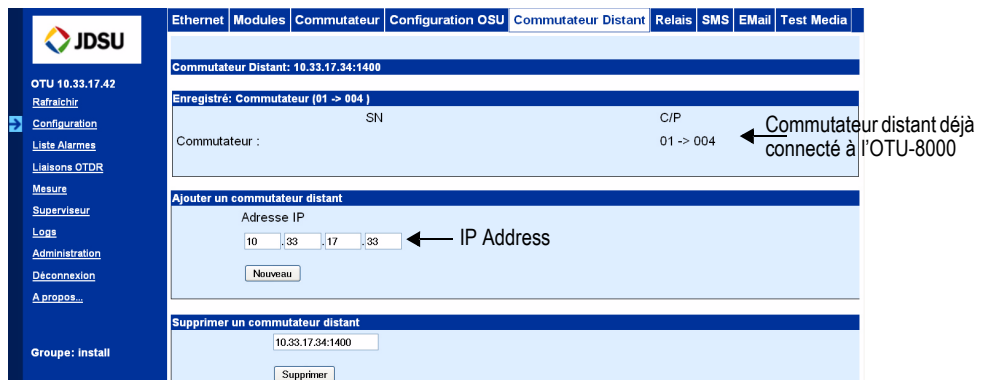 Ethernet Modules Commutateur Configuration OSU Commutateur Distant Relais SMS EMail Test Media
JDSU
OTU 10.33.17.42
Rafraîchir
Configuration
Liste Alarmes
Liaisons OTDR
Mesure
Superviseur
Logs
Administration
Déconnexion
A propos...
Groupe: install
Commutateur Distant: 10.33.17.34:1400
Enregistré: Commutateur (01 -> 004 )
SN C/P
Commutateur : 01 -> 004
Commutateur distant déjà
connecté à l'OTU-8000
Ajouter un commutateur distant
Adresse IP
10 . 33 . 17 . 33
IP Address
Nouveau
Supprimer un commutateur distant
10.33.17.34:1400
Supprimer